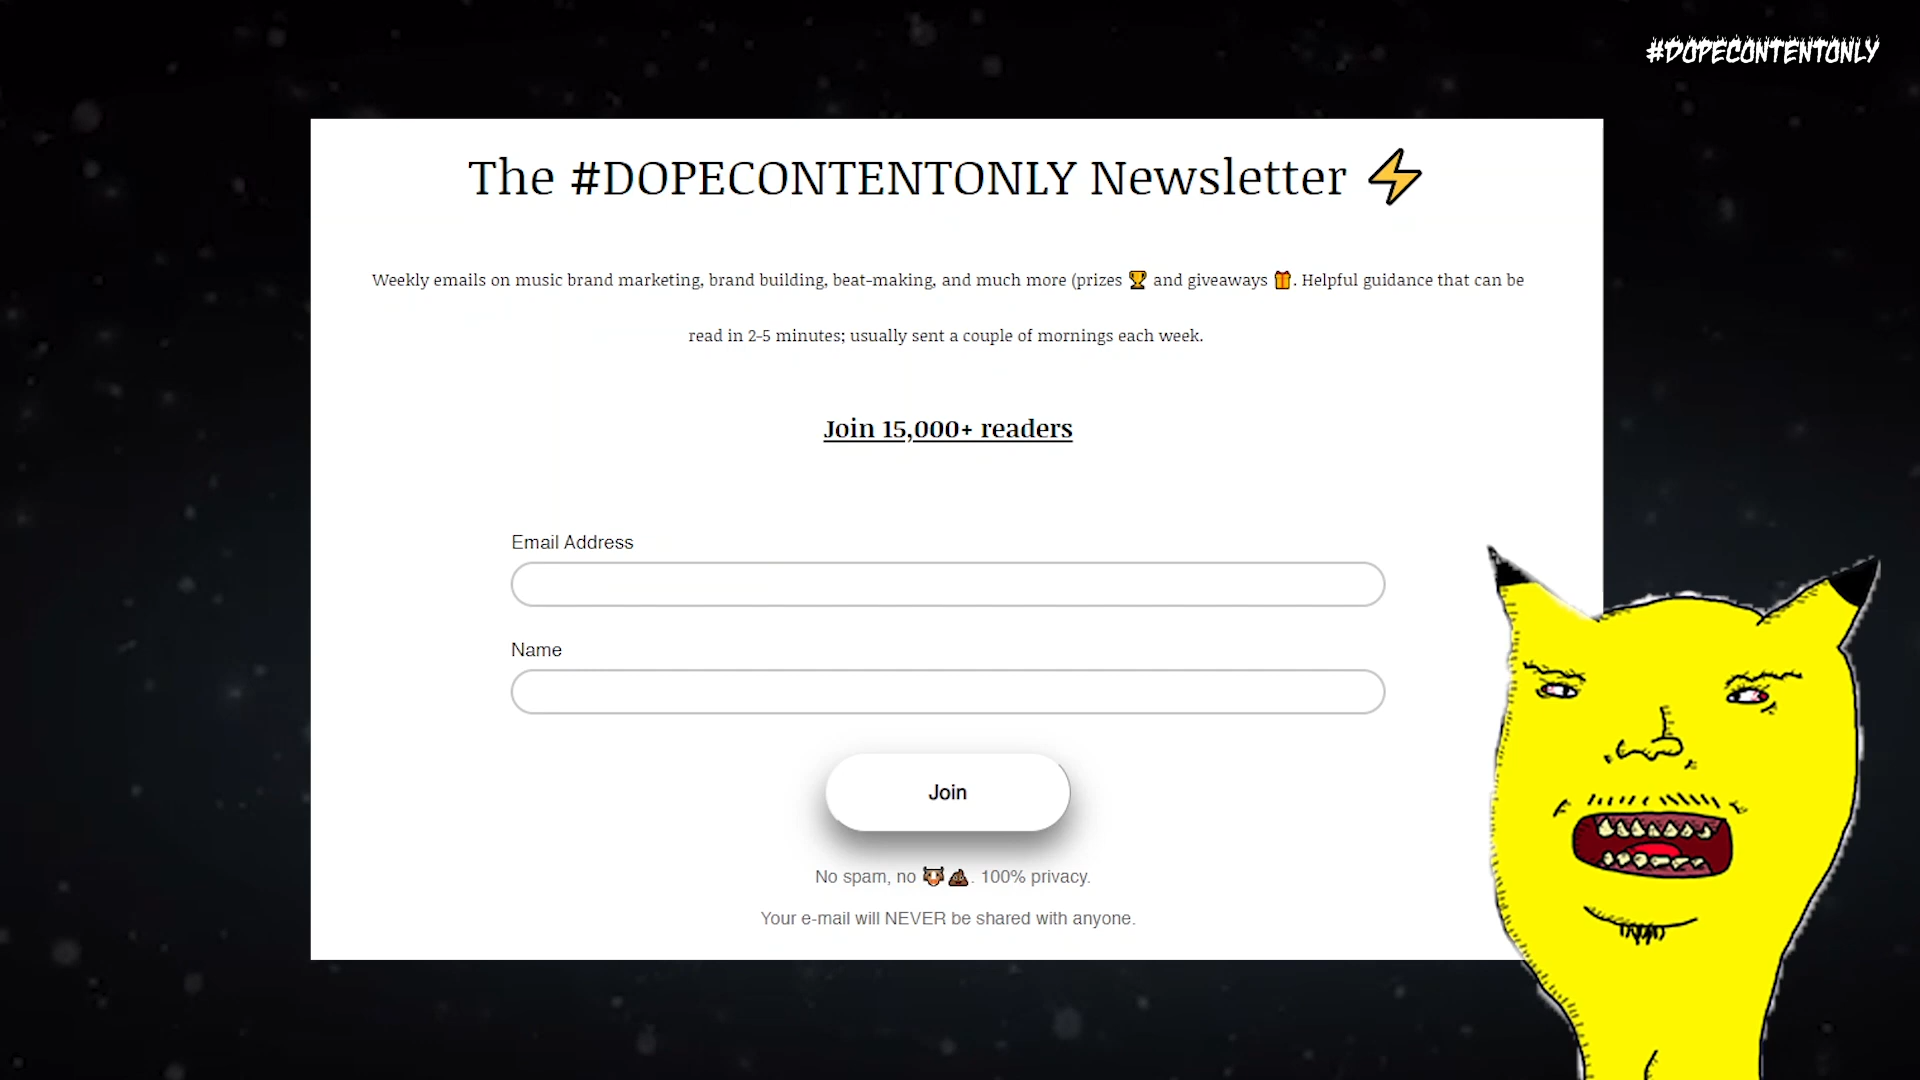 #DOPECONTENTONLY
The #DOPECONTENTONLY Newsletter ⚡
Weekly emails on music brand marketing, brand building, beat-making, and much more (prizes 🏆 and giveaways 🎁. Helpful guidance that can be
read in 2-5 minutes; usually sent a couple of mornings each week.
Join 15,000+ readers
Email Address
Name
Join
No spam, no 🐮💩. 100% privacy.
Your e-mail will NEVER be shared with anyone.